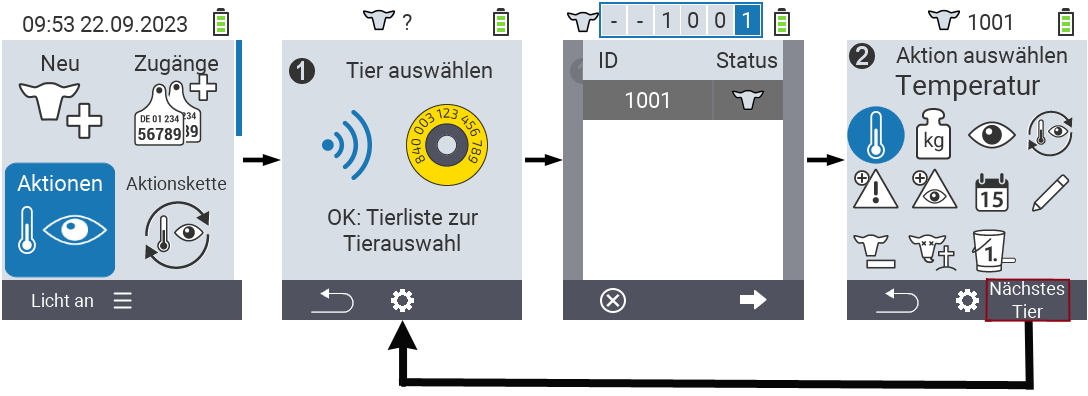 09:53 22.09.2023
Neu
Zugänge
DE 01 234
234
56789
89
Aktionen
Aktionskette
Licht an
?
1
Tier auswählen
840 003 123 456 789
OK: Tierliste zur
Tierauswahl
- - 1 0 0 1
ID Status
1001
1001
2
Aktion auswählen
Temperatur
kg
15
1.
Nächstes
Tier